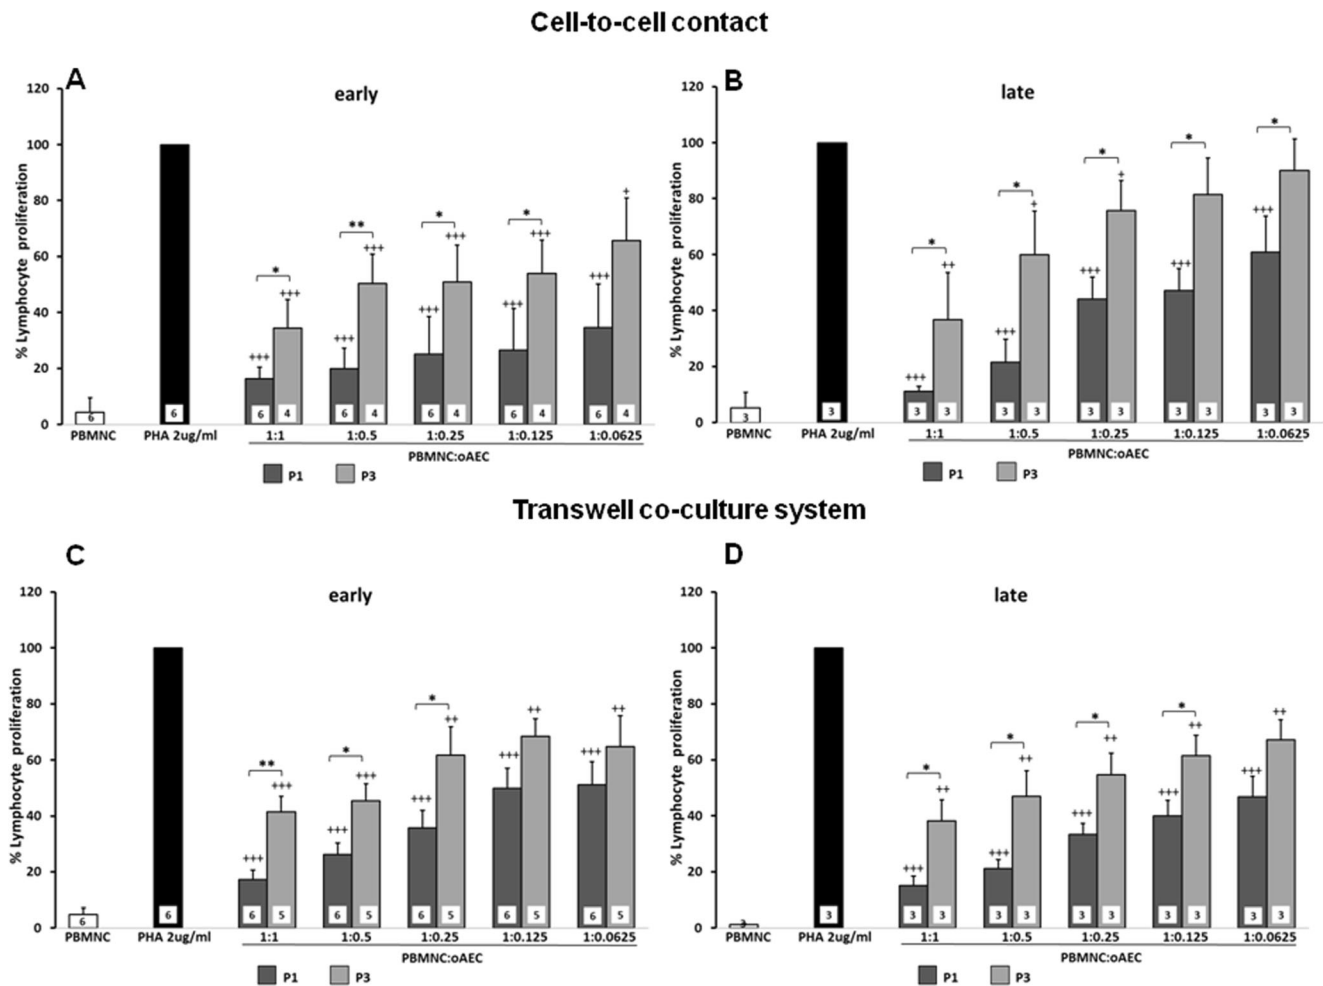 Cell-to-cell contact
A
early
% Lymphocyte proliferation
120
100
80
60
40
20
0
+++ +++ +++ +++ +++ +++ +++ +++ +++ +
* ** * *
6 6 6 4 6 4 6 4 6 4 6 4
PBMNC PHA 2ug/ml 1:1 1:0.5 1:0.25 1:0.125 1:0.0625
PBMNC:oAEC
P1 P3
B
late
% Lymphocyte proliferation
120
100
80
60
40
20
0
+++ ++ +++ + +++ + +++ +++
* * * * *
3 3 3 3 3 3 3 3 3 3 3 3
PBMNC PHA 2ug/ml 1:1 1:0.5 1:0.25 1:0.125 1:0.0625
PBMNC:oAEC
P1 P3
Transwell co-culture system
C
early
% Lymphocyte proliferation
120
100
80
60
40
20
0
+++ +++ +++ +++ +++ ++ +++ ++ +++ ++
** * *
6 6 6 5 6 5 6 5 6 5 6 5
PBMNC PHA 2ug/ml 1:1 1:0.5 1:0.25 1:0.125 1:0.0625
PBMNC:oAEC
P1 P3
D
late
% Lymphocyte proliferation
120
100
80
60
40
20
0
+++ ++ +++ ++ +++ ++ +++ ++ +++ ++
* * * *
3 3 3 3 3 3 3 3 3 3 3 3
PBMNC PHA 2ug/ml 1:1 1:0.5 1:0.25 1:0.125 1:0.0625
PBMNC:oAEC
P1 P3